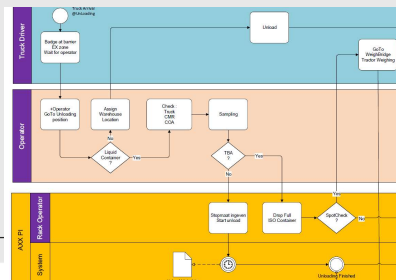 Truck Arrival
@Unloading
Truck Driver
Badge at barrier
EX zone
Wait for operator
Unload
GoTo
WeighBridge
Tractor Weighing
Operator
+Operator
GoTo Unloading
position
Assign
Warehouse
Location
Check :
Truck
CMR
COA
Sampling
No
Liquid
Container
?
Yes
TBA
?
Yes
No
Yes
AXX PI
Rack Operator
Stoptroat ingeven
Start unload
Drop Full
ISO Container
SpotCheck
?
No
System
Unloading Finished